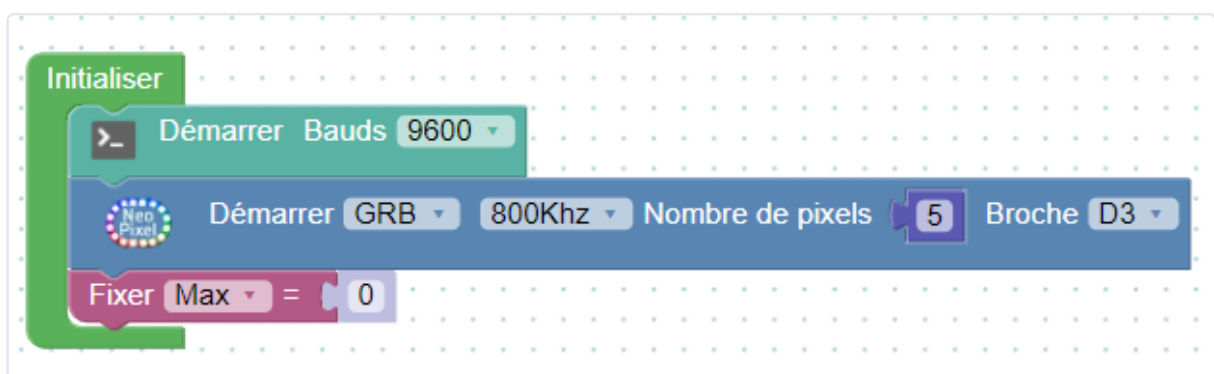 Initialiser
>_ Démarrer Bauds 9600
Neo Pixel Démarrer GRB 800Khz Nombre de pixels 5 Broche D3
Fixer Max = 0